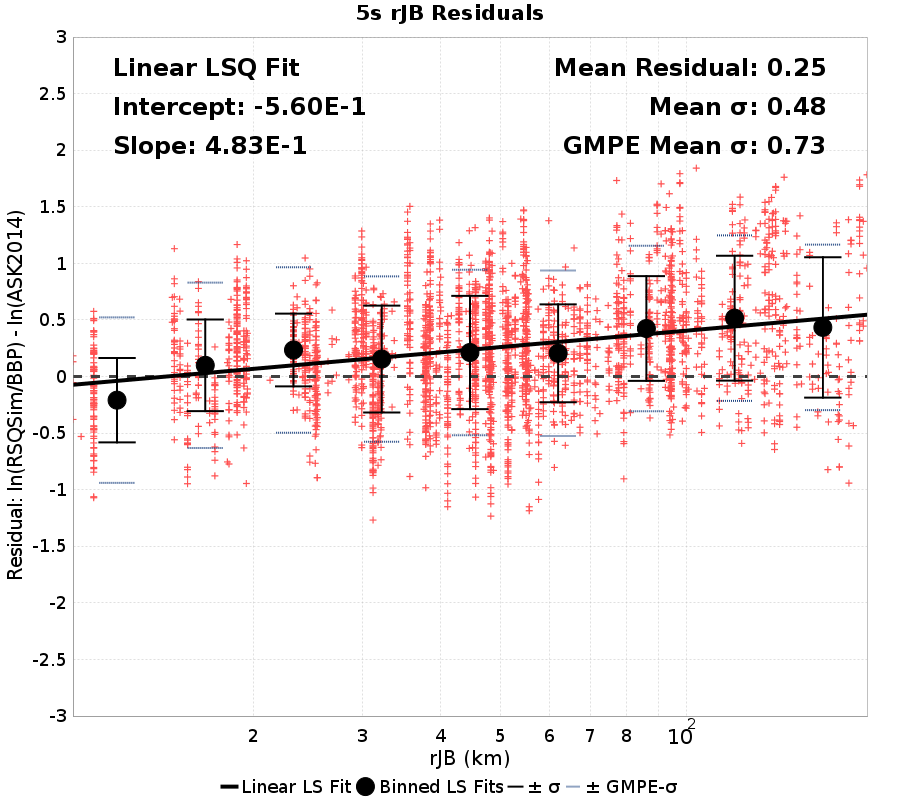 5s rJB Residuals
Linear LSQ Fit
Intercept: -5.60E-1
Slope: 4.83E-1
Mean Residual: 0.25
Mean σ: 0.48
GMPE Mean σ: 0.73
Residual: ln(RSQSim/BBP) - ln(ASK2014)
3
2.5
2
1.5
1
0.5
0
-0.5
-1
-1.5
-2
-2.5
-3
2 3 4 5 6 7 8 10²
rJB (km)
Linear LS Fit Binned LS Fits ± σ ± GMPE-σ